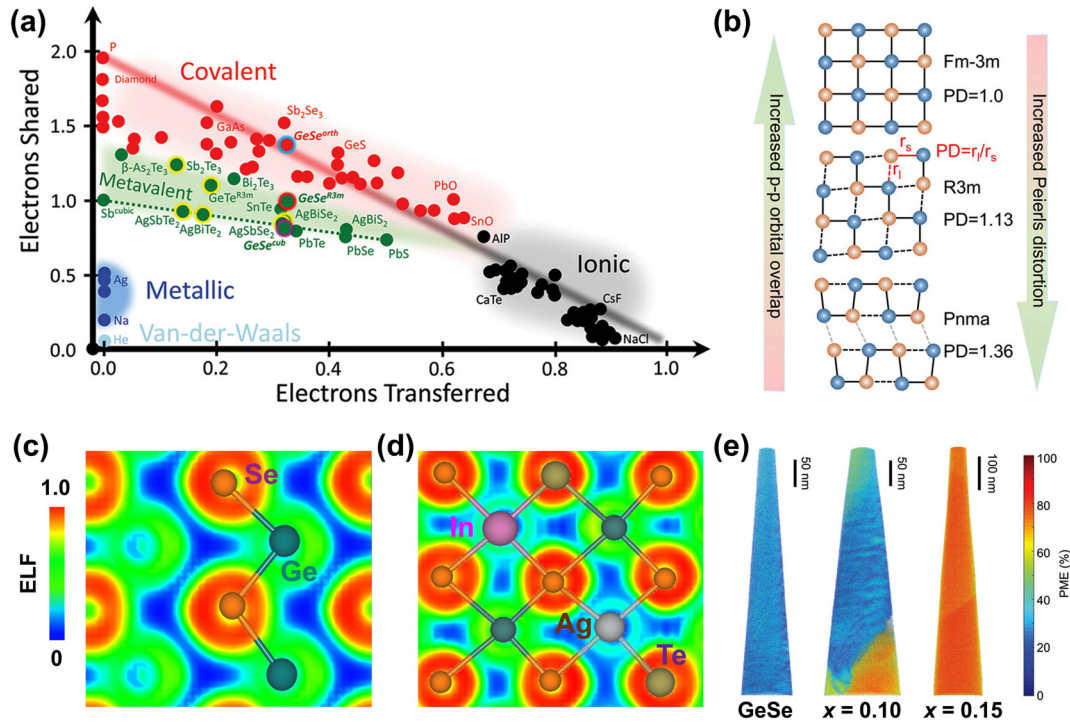 (a)
Electrons Shared
2.0
1.5
1.0
0.5
0.0
P
Diamond
Covalent
GaAs
Sb2Se3
GeSe^orth
GeS
β-As2Te3
Sb2Te3
Metavalent
GeTe^R3m
Bi2Te3
SnTe
GeSe^R3m
PbO
Sb^cubic
AgSbTe2
AgBiTe2
AgSbSe2
AgBiSe2
AgBiS2
SnO
GeSe^cub
PbTe
PbSe
PbS
AlP
Ionic
Ag
Metallic
CaTe
CsF
Na
Van-der-Waals
He
NaCl
0.0
0.2
0.4
0.6
0.8
1.0
Electrons Transferred
(b)
Increased p-p orbital overlap
Fm-3m
PD=1.0
rs
rl
PD=rl/rs
R3m
PD=1.13
Pnma
PD=1.36
Increased Peierls distortion
(c)
1.0
ELF
0
Se
Ge
(d)
In
Ag
Te
(e)
50 nm
50 nm
100 nm
100
80
60
40
20
0
PME (%)
GeSe
x = 0.10
x = 0.15